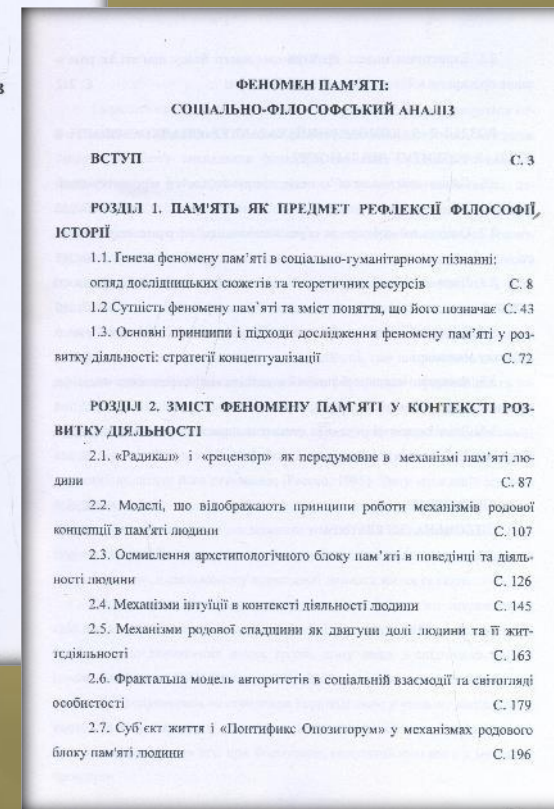 ФЕНОМЕН ПАМ'ЯТІ:
СОЦІАЛЬНО-ФІЛОСОФСЬКИЙ АНАЛІЗ
ВСТУП С. 3
РОЗДІЛ 1. ПАМ'ЯТЬ ЯК ПРЕДМЕТ РЕФЛЕКСІЇ ФІЛОСОФІЇ
ІСТОРІЇ
1.1. Генеза феномену пам'яті в соціально-гуманітарному пізнанні:
огляд дослідницьких сюжетів та теоретичних ресурсів С. 8
1.2 Сутність феномену пам'яті та зміст поняття, що його позначає С. 43
1.3. Основні принципи і підходи дослідження феномену пам'яті у роз-
витку діяльності: стратегії концептуалізації С. 72
РОЗДІЛ 2. ЗМІСТ ФЕНОМЕНУ ПАМ'ЯТІ У КОНТЕКСТІ РОЗ-
ВИТКУ ДІЯЛЬНОСТІ
2.1. «Радикал» і «рецензор» як передумовне в механізмі пам'яті лю-
дини С. 87
2.2. Моделі, що відображають принципи роботи механізмів родової
концепції в пам'яті людини С. 107
2.3. Осмислення архетипологічного блоку пам'яті в поведінці та діяль-
ності людини С. 126
2.4. Механізми інтуїції в контексті діяльності людини С. 145
2.5. Механізми родової спадщини як двигуни долі людини та її жит-
тєдіяльності С. 163
2.6. Фрактальна модель авторитетів в соціальній взаємодії та світогляді
особистості С. 179
2.7. Суб'єкт життя і «Понтификс Опозиторум» у механізмах родового
блоку пам'яті людини С. 196